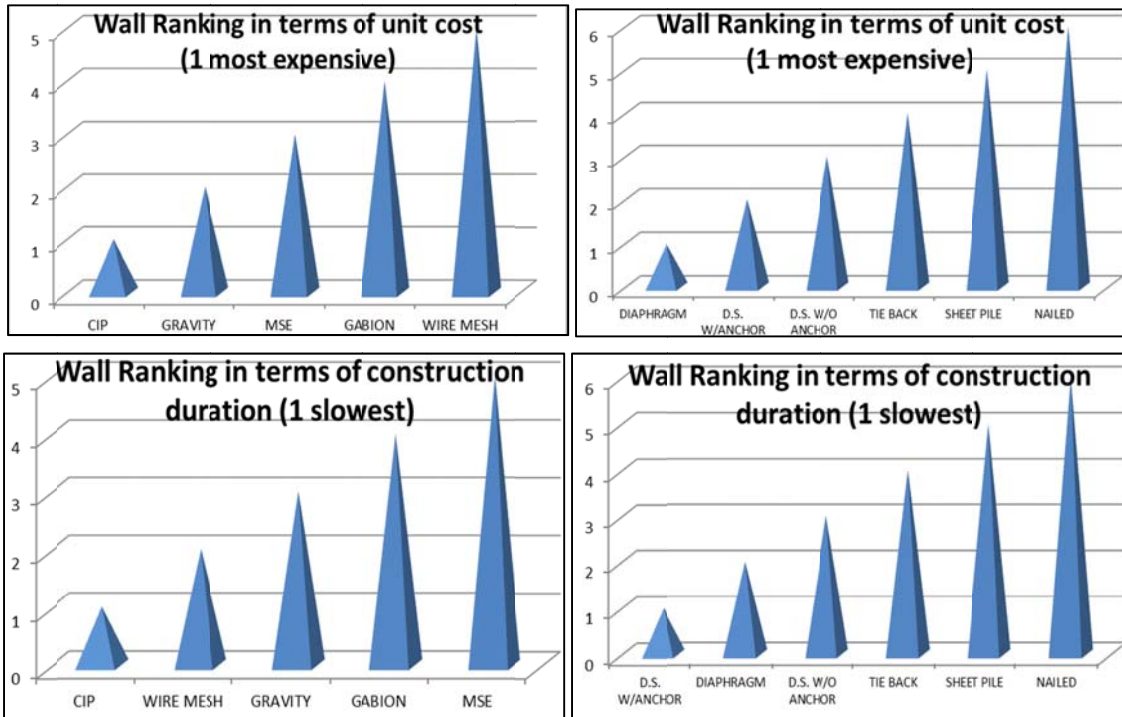 Wall Ranking in terms of unit cost
(1 most expensive)
5
4
3
2
1
0
CIP GRAVITY MSE GABION WIRE MESH
Wall Ranking in terms of unit cost
(1 most expensive)
6
5
4
3
2
1
0
DIAPHRAGM D.S. D.S. W/O TIE BACK SHEET PILE NAILED
W/ANCHOR ANCHOR
Wall Ranking in terms of construction
duration (1 slowest)
5
4
3
2
1
0
CIP WIRE MESH GRAVITY GABION MSE
Wall Ranking in terms of construction
duration (1 slowest)
6
5
4
3
2
1
0
D.S. DIAPHRAGM D.S. W/O TIE BACK SHEET PILE NAILED
W/ANCHOR ANCHOR